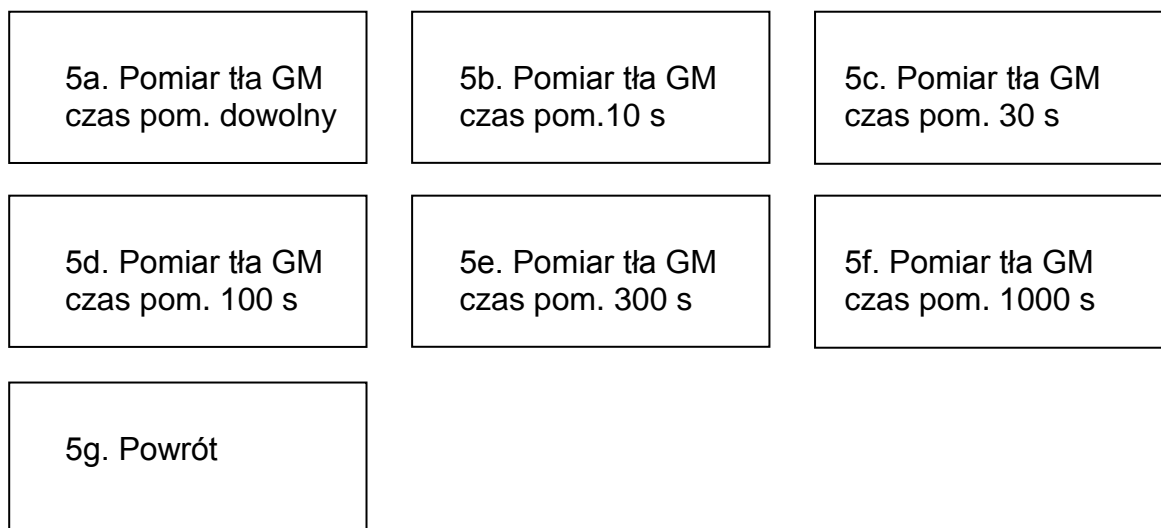 5a. Pomiar tła GM
czas pom. dowolny
5b. Pomiar tła GM
czas pom.10 s
5c. Pomiar tła GM
czas pom. 30 s
5d. Pomiar tła GM
czas pom. 100 s
5e. Pomiar tła GM
czas pom. 300 s
5f. Pomiar tła GM
czas pom. 1000 s
5g. Powrót